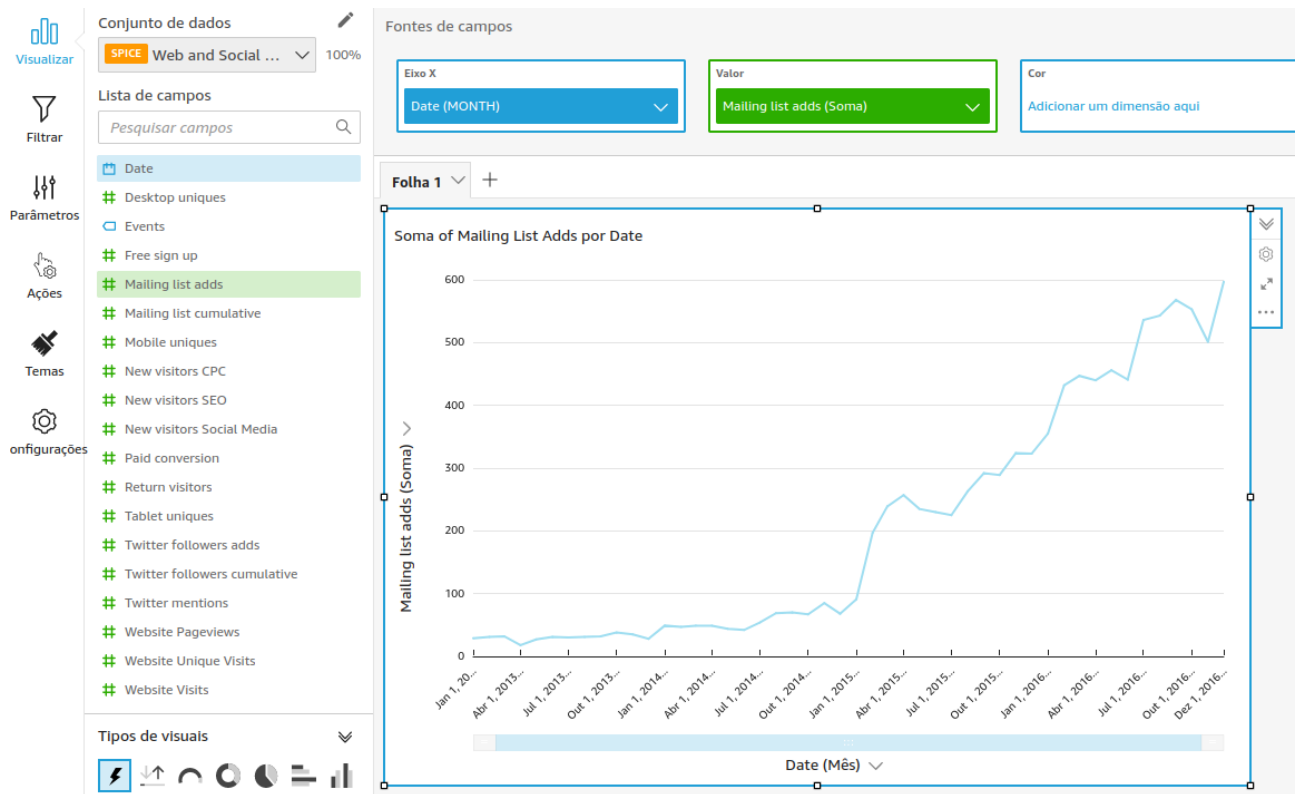 Visualizar
Filtrar
Parâmetros
Ações
Temas
onfigurações
Conjunto de dados
SPICE Web and Social ... 100%
Lista de campos
Pesquisar campos
Date
Desktop uniques
Events
Free sign up
Mailing list adds
Mailing list cumulative
Mobile uniques
New visitors CPC
New visitors SEO
New visitors Social Media
Paid conversion
Return visitors
Tablet uniques
Twitter followers adds
Twitter followers cumulative
Twitter mentions
Website Pageviews
Website Unique Visits
Website Visits
Tipos de visuais
Fontes de campos
Eixo X
Date (MONTH)
Valor
Mailing list adds (Soma)
Cor
Adicionar um dimensão aqui
Folha 1
Soma of Mailing List Adds por Date
Mailing list adds (Soma)
600
500
400
300
200
100
0
Jan 1, 20...
Abr 1, 2013...
Jul 1, 2013...
Out 1, 2013...
Jan 1, 2014...
Abr 1, 2014...
Jul 1, 2014...
Out 1, 2014...
Jan 1, 2015...
Abr 1, 2015...
Jul 1, 2015...
Out 1, 2015...
Jan 1, 2016...
Abr 1, 2016...
Jul 1, 2016...
Out 1, 2016...
Dez 1, 2016...
Date (Mês)